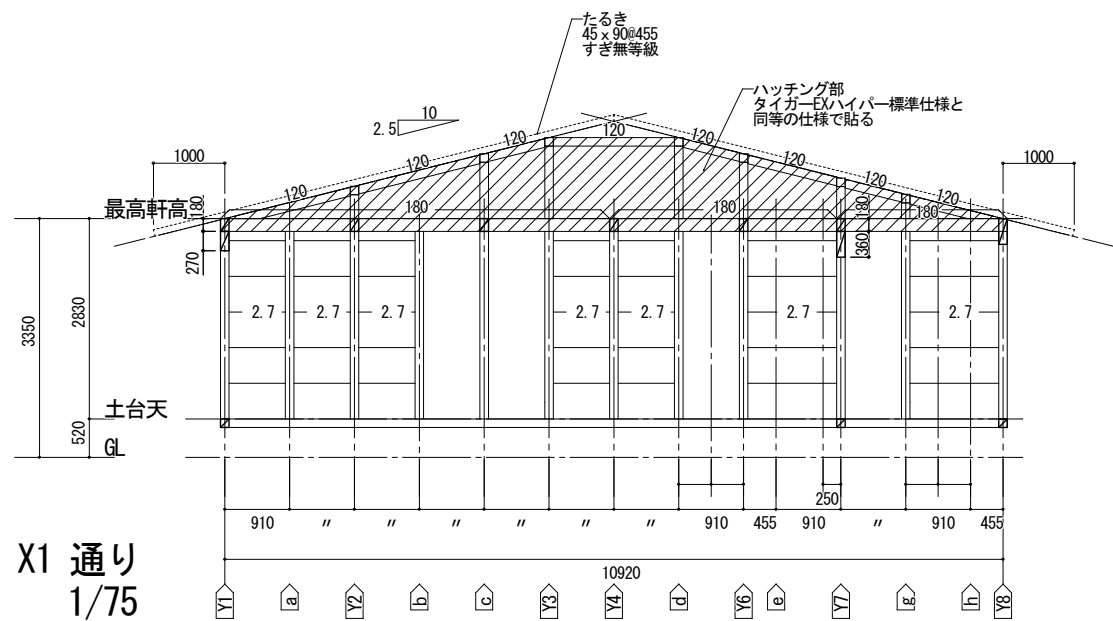 たるき
45 x 90@455
すぎ無等級
ハッチング部
タイガーEXハイパー標準仕様と
同等の仕様で貼る
10
2.5
1000
1000
120
120
120
120
120
120
120
120
120
最高軒高
180
180
180
180
180
270
360
2.7
2.7
2.7
2.7
2.7
2.7
2.7
3350
2830
520
土台天
GL
250
910
〃
〃
〃
〃
〃
〃
910
455
910
〃
910
455
10920
X1 通り
1/75
Y1
a
Y2
b
c
Y3
Y4
d
Y6
e
Y7
g
h
Y8